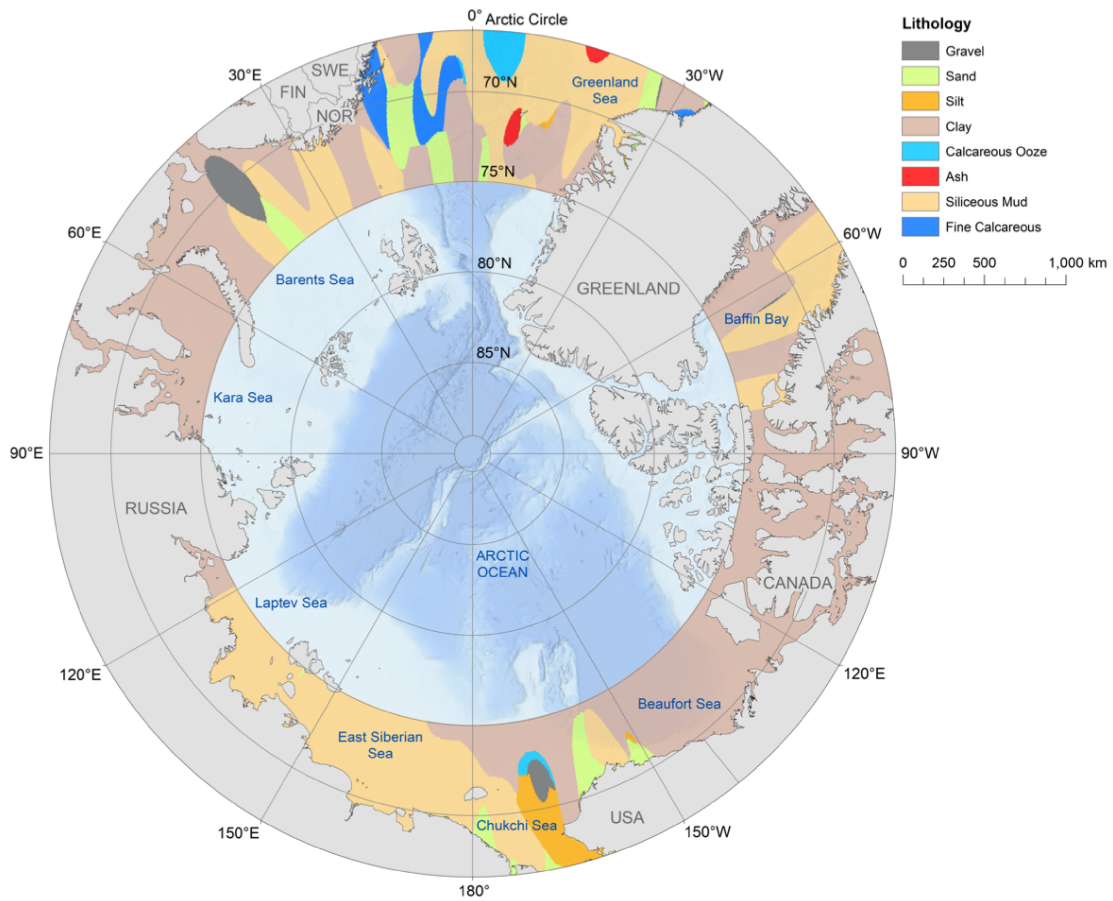 0° Arctic Circle
30°E
SWE
FIN
NOR
70°N
Greenland
Sea
30°W
75°N
60°E
60°W
Barents Sea
80°N
GREENLAND
Baffin Bay
85°N
Kara Sea
90°E
90°W
RUSSIA
ARCTIC
OCEAN
CANADA
Laptev Sea
120°E
120°E
Beaufort Sea
East Siberian
Sea
Chukchi Sea
USA
150°E
150°W
180°
Lithology
Gravel
Sand
Silt
Clay
Calcareous Ooze
Ash
Siliceous Mud
Fine Calcareous
0 250 500 1,000 km